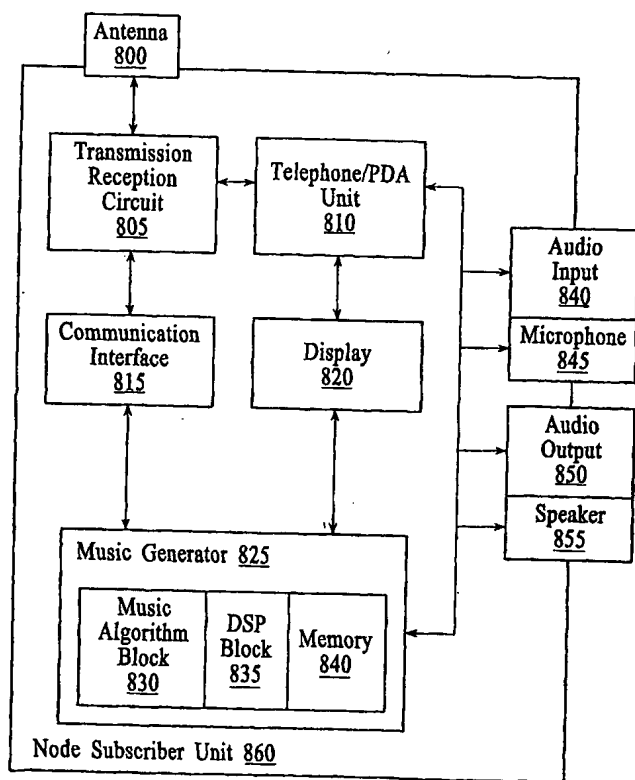 Antenna
800
Transmission
Reception
Circuit
805
Telephone/PDA
Unit
810
Audio
Input
840
Microphone
845
Communication
Interface
815
Display
820
Audio
Output
850
Speaker
855
Music Generator 825
Music
Algorithm
Block
830
DSP
Block
835
Memory
840
Node Subscriber Unit 860